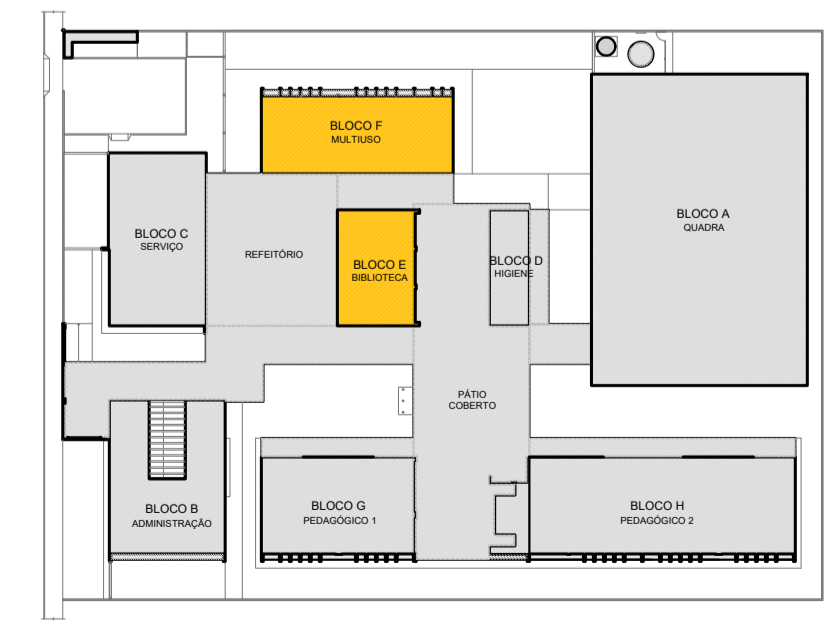 BLOCO F
MULTIUSO
BLOCO A
QUADRA
BLOCO C
SERVIÇO
REFEITÓRIO
BLOCO E
BIBLIOTECA
BLOCO D
HIGIENE
PÁTIO
COBERTO
BLOCO B
ADMINISTRAÇÃO
BLOCO G
PEDAGÓGICO 1
BLOCO H
PEDAGÓGICO 2